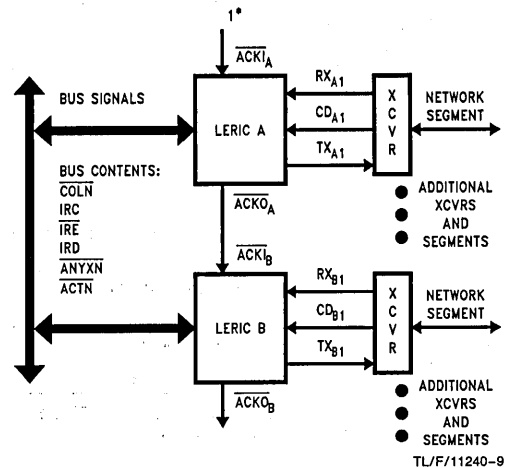 1*
ACKI_A
BUS SIGNALS
LERIC A
RX_A1
CD_A1
TX_A1
XCVR
NETWORK
SEGMENT
BUS CONTENTS:
COLN
IRC
IRE
IRD
ANYXN
ACTN
ACKO_A
ADDITIONAL
XCVRS
AND
SEGMENTS
ACKI_B
LERIC B
RX_B1
CD_B1
TX_B1
XCVR
NETWORK
SEGMENT
ACKO_B
ADDITIONAL
XCVRS
AND
SEGMENTS
TL/F/11240-9